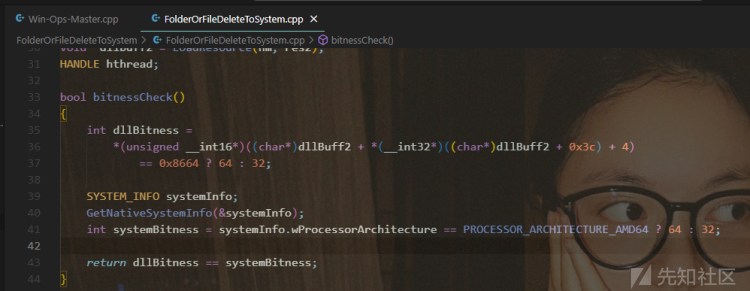 Win-Ops-Master.cpp FolderOrFileDeleteToSystem.cpp X
FolderOrFileDeleteToSystem > FolderOrFileDeleteToSystem.cpp > bitnessCheck()
30 void* dllBuff2 = LoadResource(hm, res2);
31 HANDLE hthread;
32
33 bool bitnessCheck()
34 {
35 int dllBitness =
36 *(unsigned __int16*)((char*)dllBuff2 + *(__int32*)((char*)dllBuff2 + 0x3c) + 4)
37 == 0x8664 ? 64 : 32;
38
39 SYSTEM_INFO systemInfo;
40 GetNativeSystemInfo(&systemInfo);
41 int systemBitness = systemInfo.wProcessorArchitecture == PROCESSOR_ARCHITECTURE_AMD64 ? 64 : 32;
42
43 return dllBitness == systemBitness;
44 }
先知社区